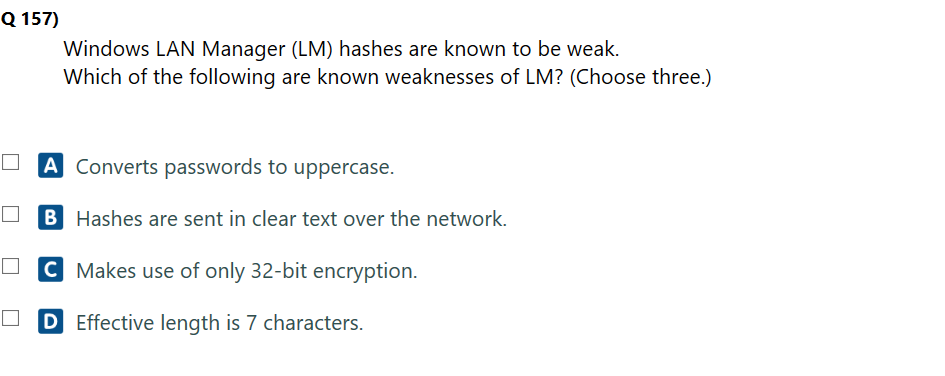 Q 157)
Windows LAN Manager (LM) hashes are known to be weak.
Which of the following are known weaknesses of LM? (Choose three.)
A Converts passwords to uppercase.
B Hashes are sent in clear text over the network.
C Makes use of only 32-bit encryption.
D Effective length is 7 characters.